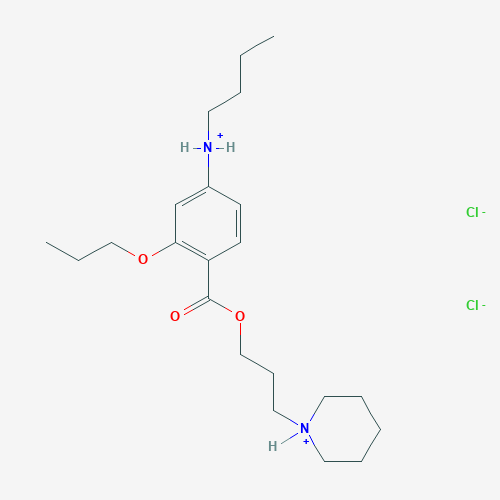 +
H N H
Cl -
O
O O
Cl -
N
H +